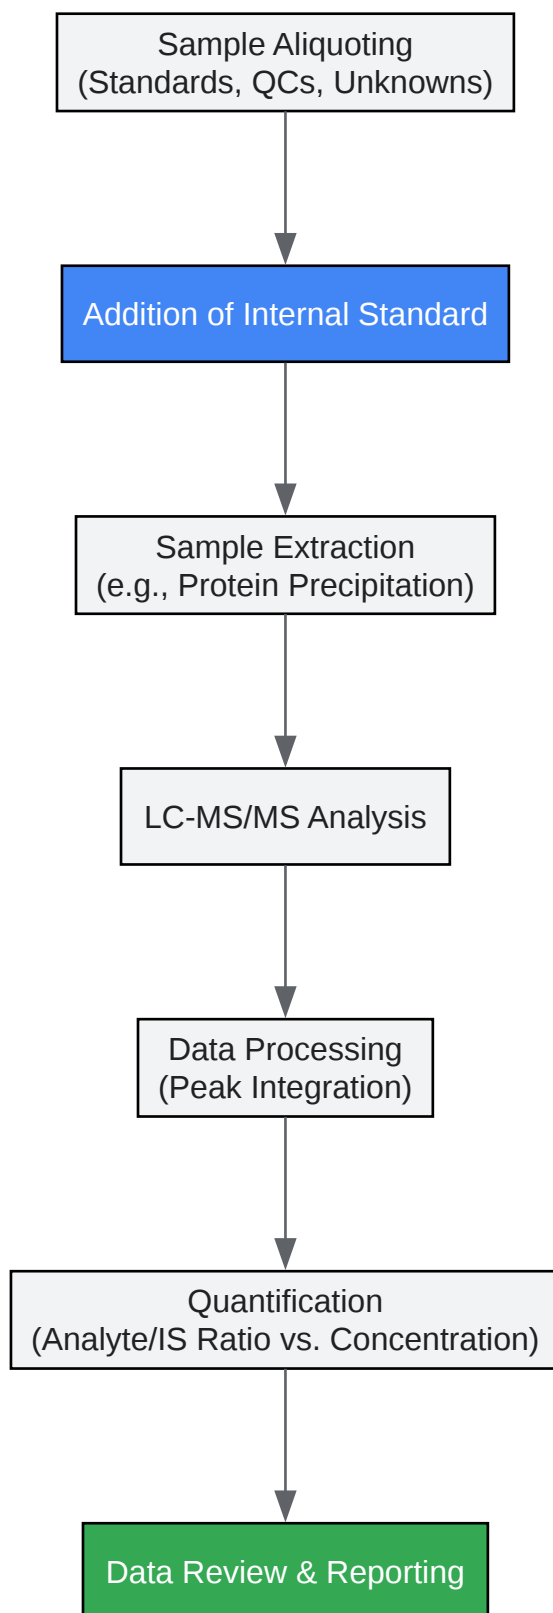 Sample Aliquoting
(Standards, QCs, Unknowns)
Addition of Internal Standard
Sample Extraction
(e.g., Protein Precipitation)
LC-MS/MS Analysis
Data Processing
(Peak Integration)
Quantification
(Analyte/IS Ratio vs. Concentration)
Data Review & Reporting